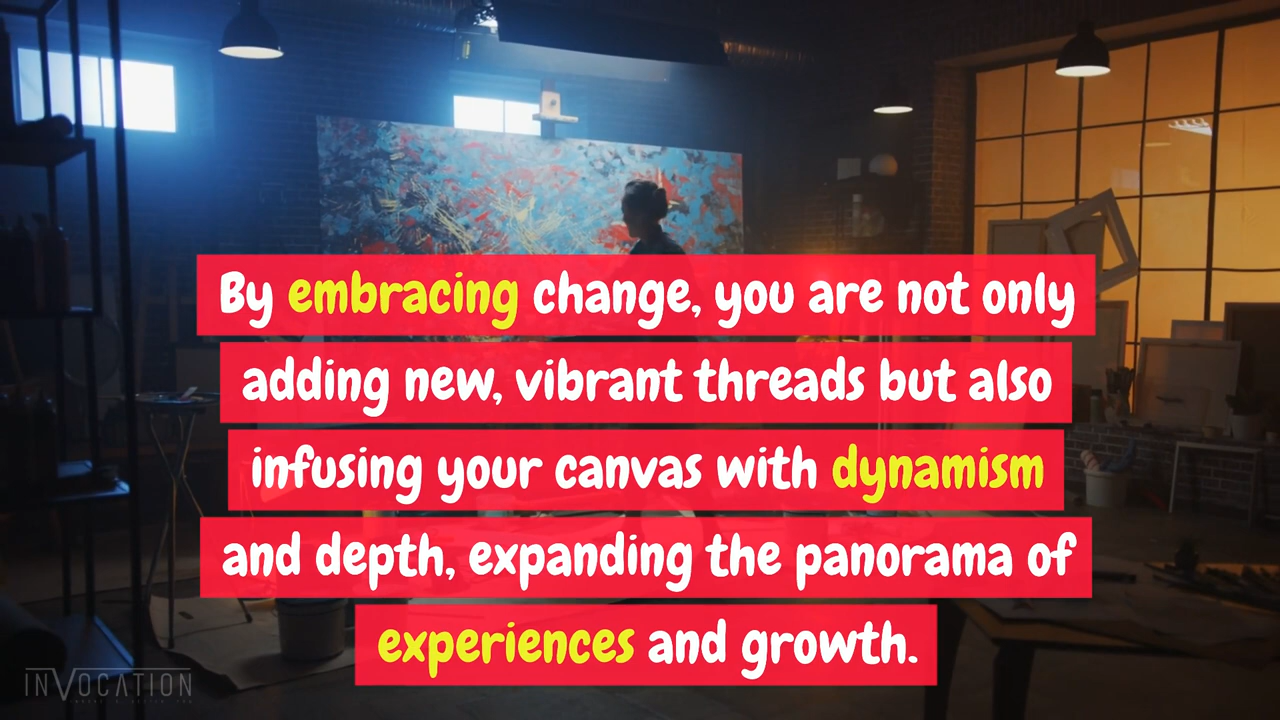 By embracing change, you are not only
adding new, vibrant threads but also
infusing your canvas with dynamism
and depth, expanding the panorama of
experiences and growth.
INVOCATION